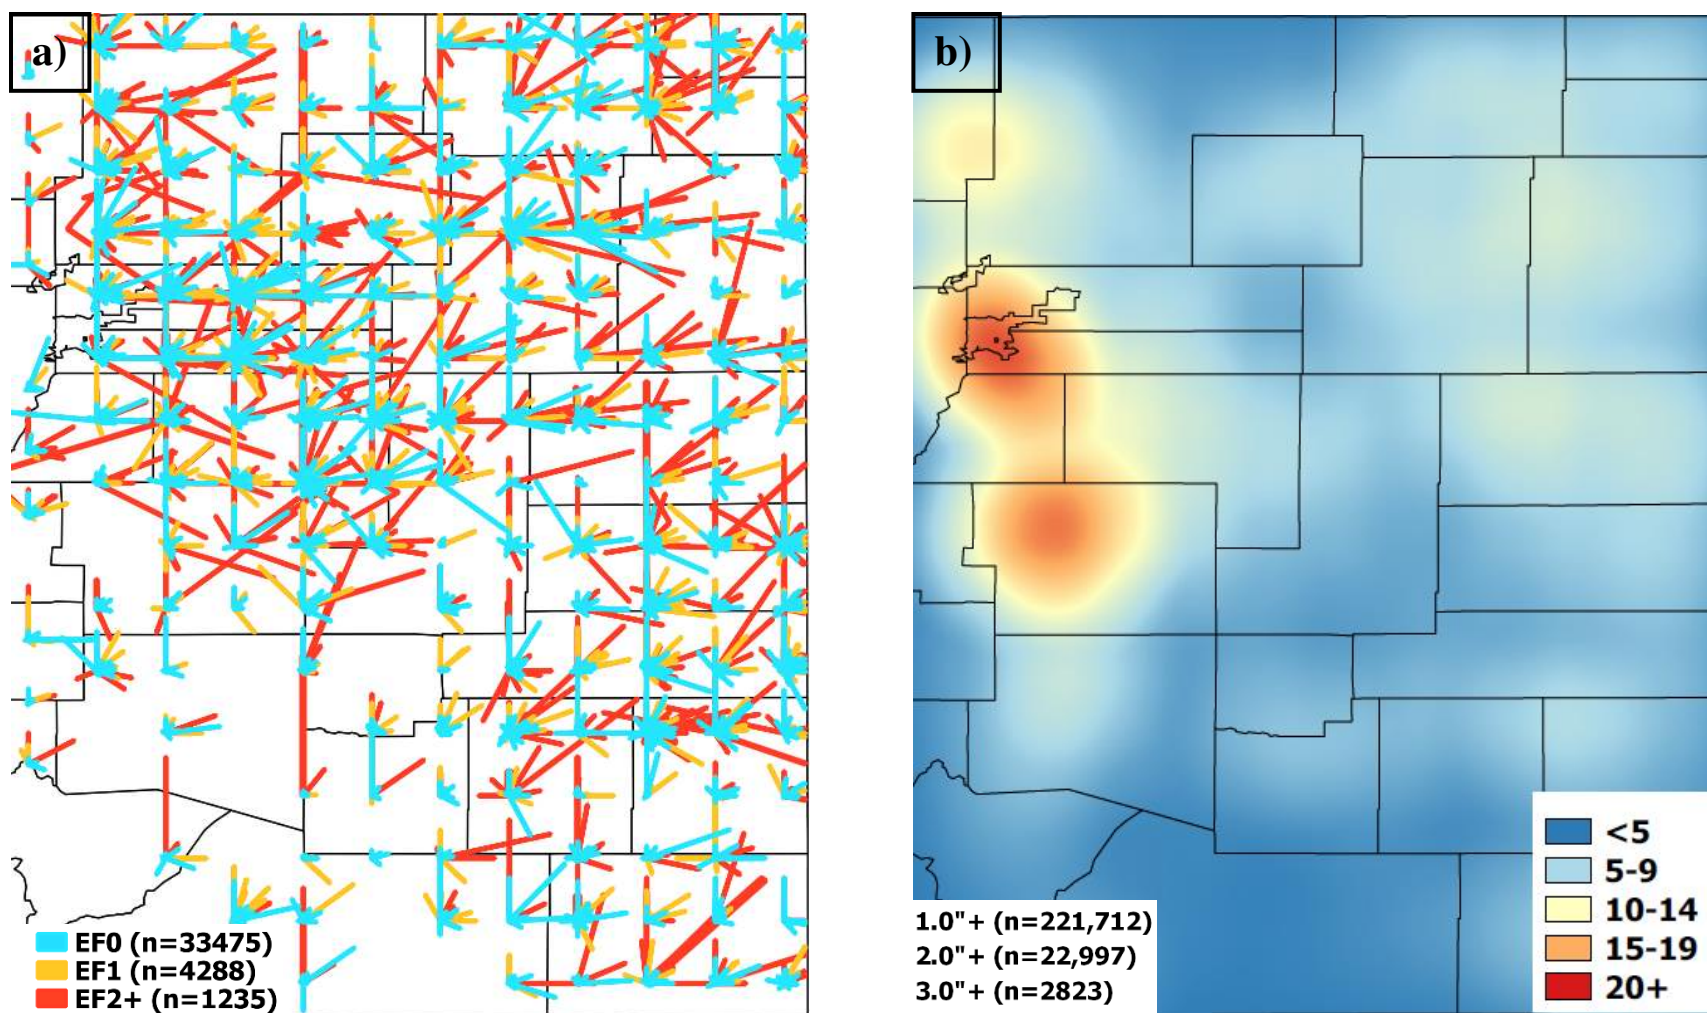 a)
EF0 (n=33475)
EF1 (n=4288)
EF2+ (n=1235)
b)
1.0"+ (n=221,712)
2.0"+ (n=22,997)
3.0"+ (n=2823)
<5
5-9
10-14
15-19
20+